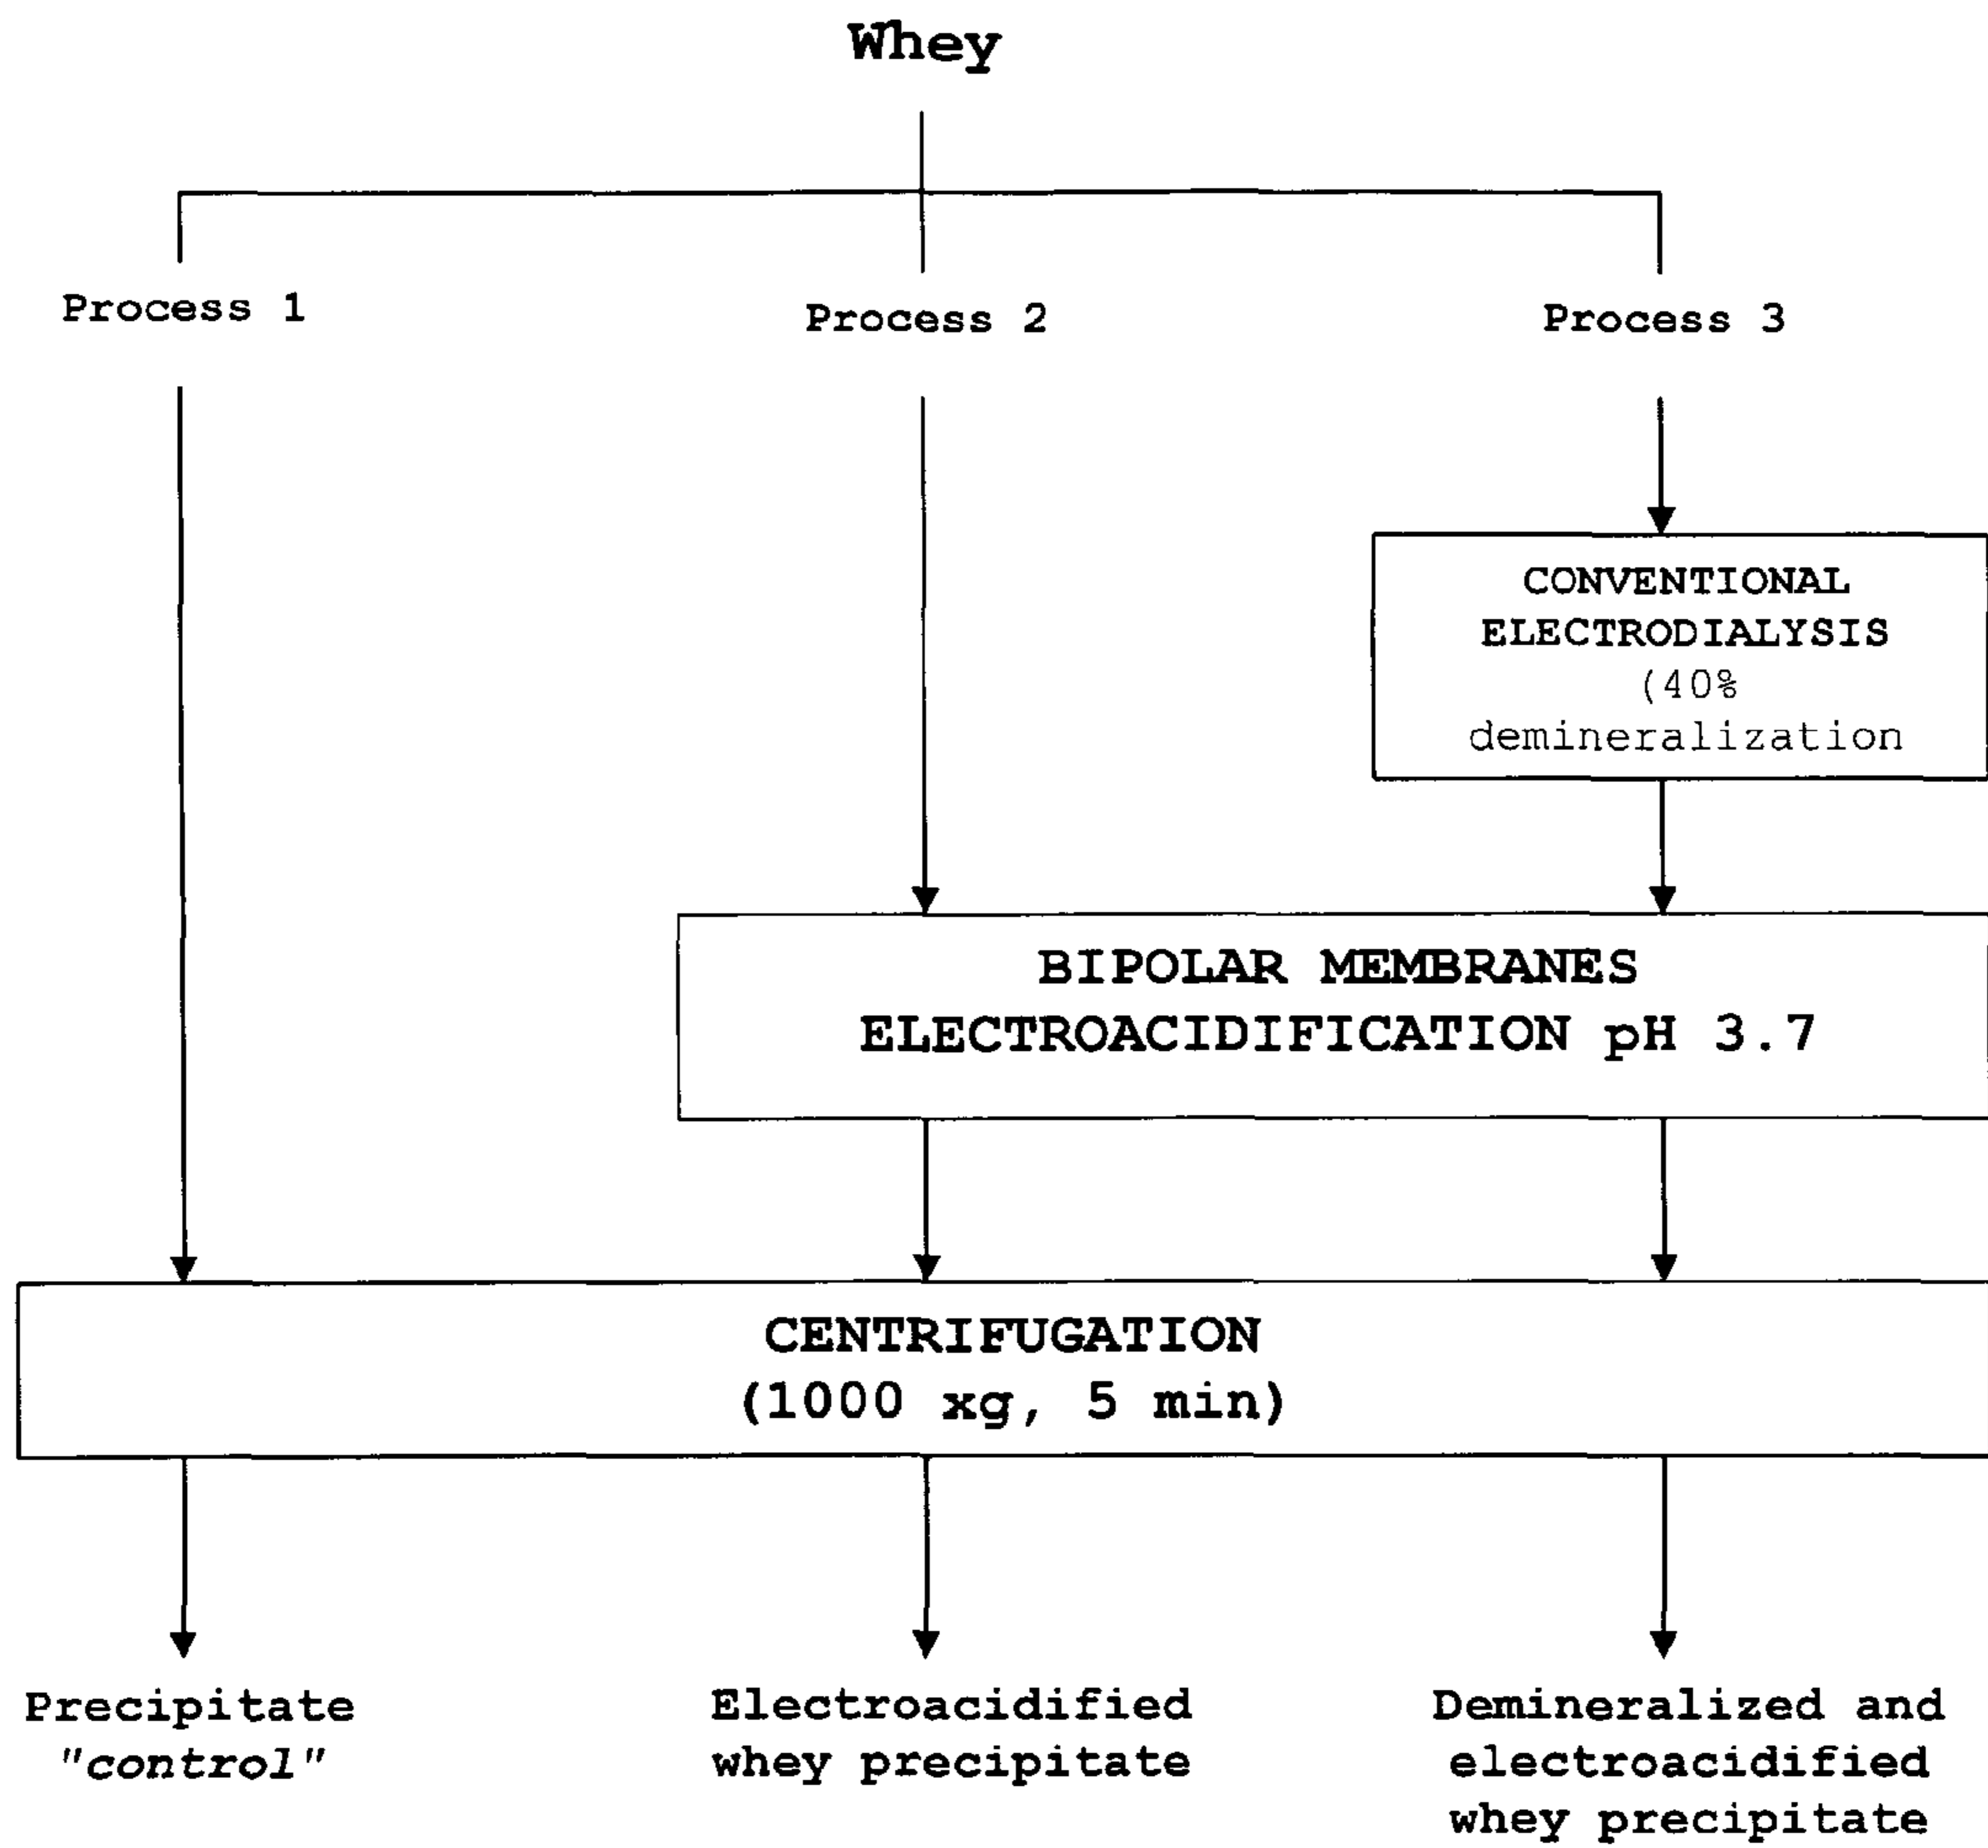 Whey
Process 1
Process 2
Process 3
CONVENTIONAL
ELECTRODIALYSIS
(40%
demineralization
BIPOLAR MEMBRANES
ELECTROACIDIFICATION pH 3.7
CENTRIFUGATION
(1000 xg, 5 min)
Precipitate
"control"
Electroacidified
whey precipitate
Demineralized and
electroacidified
whey precipitate